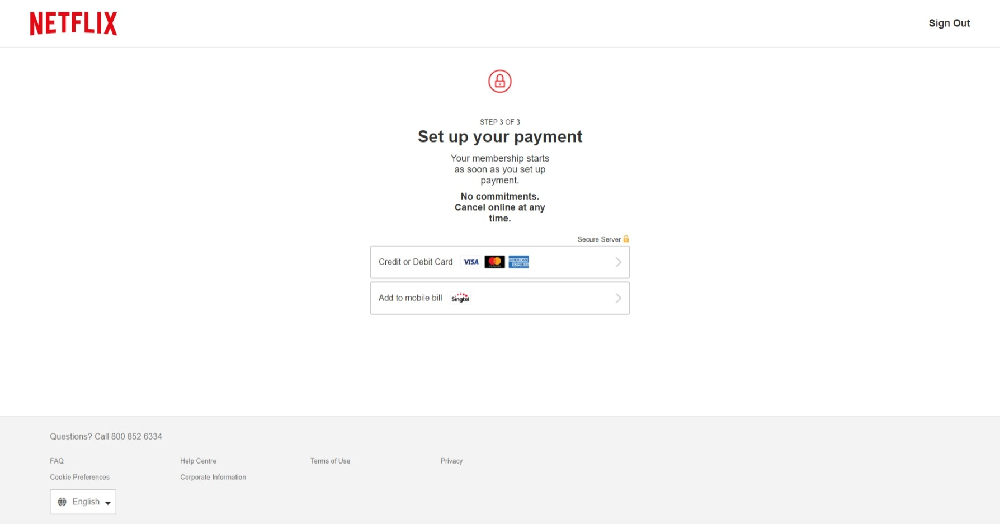 NETFLIX
Sign Out
STEP 3 OF 3
Set up your payment
Your membership starts
as soon as you set up
payment.
No commitments.
Cancel online at any
time.
Secure Server
Credit or Debit Card VISA mastercard AMERICAN EXPRESS
Add to mobile bill Singtel
Questions? Call 800 852 6334
FAQ Help Centre Terms of Use Privacy
Cookie Preferences Corporate Information
English